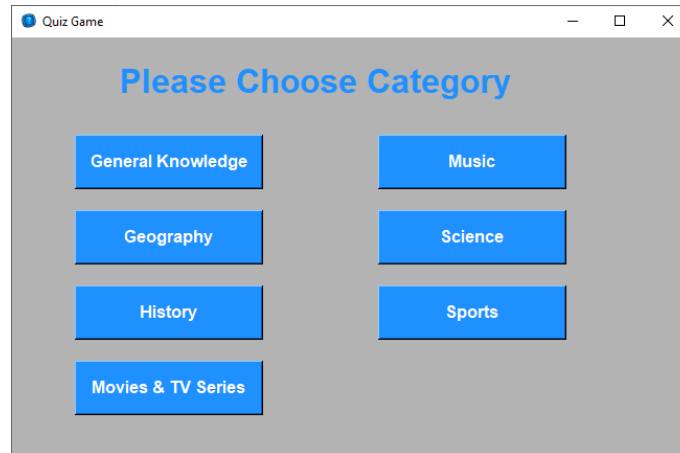 Quiz Game
Please Choose Category
General Knowledge
Music
Geography
Science
History
Sports
Movies & TV Series